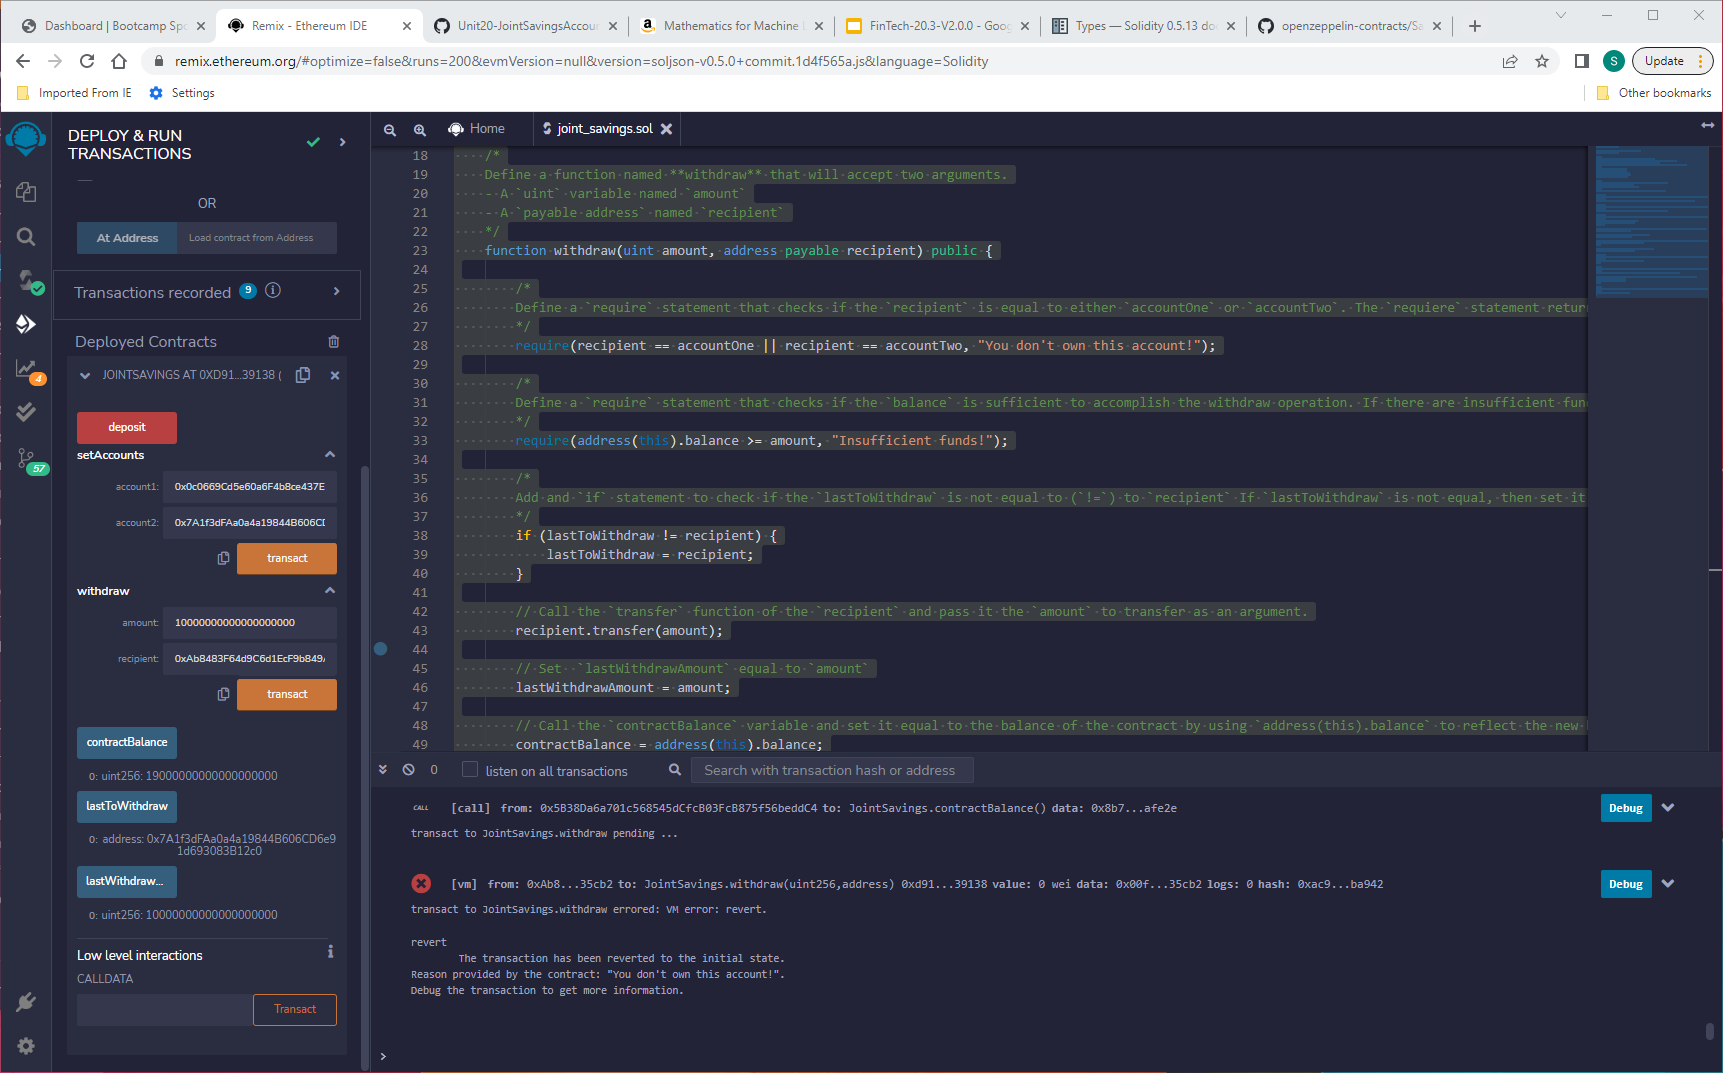 Dashboard | Bootcamp Sp
Remix - Ethereum IDE
Unit20-JointSavingsAccour
Mathematics for Machine
FinTech-20.3-V2.0.0 - Goog
Types — Solidity 0.5.13 do
openzeppelin-contracts/Sa
remix.ethereum.org/#optimize=false&runs=200&evmVersion=null&version=soljson-v0.5.0+commit.1d4f565a.js&language=Solidity
S
Update
Imported From IE
Settings
Other bookmarks
DEPLOY & RUN
TRANSACTIONS
OR
At Address
Load contract from Address
Transactions recorded 9 i
Deployed Contracts
JOINTSAVINGS AT 0XD91...39138 (
deposit
setAccounts
account1: 0x0c0669Cd5e60a6F4b8ce437E
account2: 0x7A1f3dFAa0a4a19844B606CD
transact
withdraw
amount: 10000000000000000000
recipient: 0xAb8483F64d9C6d1EcF9b849A
transact
contractBalance
0: uint256: 19000000000000000000
lastToWithdraw
0: address: 0x7A1f3dFAa0a4a19844B606CD6e9
1d693083B12c0
lastWithdraw...
0: uint256: 10000000000000000000
Low level interactions
i
CALLDATA
Transact
4
57
Home
joint_savings.sol
18 /*
19 Define a function named **withdraw** that will accept two arguments.
20 - A `uint` variable named `amount`
21 - A `payable address` named `recipient`
22 */
23 function withdraw(uint amount, address payable recipient) public {
24
25 /*
26 Define a `require` statement that checks if the `recipient` is equal to either `accountOne` or `accountTwo`. The `requiere` statement retur
27 */
28 require(recipient == accountOne || recipient == accountTwo, "You don't own this account!");
29
30 /*
31 Define a `require` statement that checks if the `balance` is sufficient to accomplish the withdraw operation. If there are insufficient fun
32 */
33 require(address(this).balance >= amount, "Insufficient funds!");
34
35 /*
36 Add and `if` statement to check if the `lastToWithdraw` is not equal to (`!=`) to `recipient` If `lastToWithdraw` is not equal, then set it
37 */
38 if (lastToWithdraw != recipient) {
39 lastToWithdraw = recipient;
40 }
41
42 // Call the `transfer` function of the `recipient` and pass it the `amount` to transfer as an argument.
43 recipient.transfer(amount);
44
45 // Set  `lastWithdrawAmount` equal to `amount`
46 lastWithdrawAmount = amount;
47
48 // Call the `contractBalance` variable and set it equal to the balance of the contract by using `address(this).balance` to reflect the new
49 contractBalance = address(this).balance;
0
listen on all transactions
Search with transaction hash or address
CALL [call] from: 0x5B38Da6a701c568545dCfcB03FcB875f56beddC4 to: JointSavings.contractBalance() data: 0x8b7...afe2e
Debug
transact to JointSavings.withdraw pending ...
[vm] from: 0xAb8...35cb2 to: JointSavings.withdraw(uint256,address) 0xd91...39138 value: 0 wei data: 0x00f...35cb2 logs: 0 hash: 0xac9...ba942
Debug
transact to JointSavings.withdraw errored: VM error: revert.
revert
The transaction has been reverted to the initial state.
Reason provided by the contract: "You don't own this account!".
Debug the transaction to get more information.
>